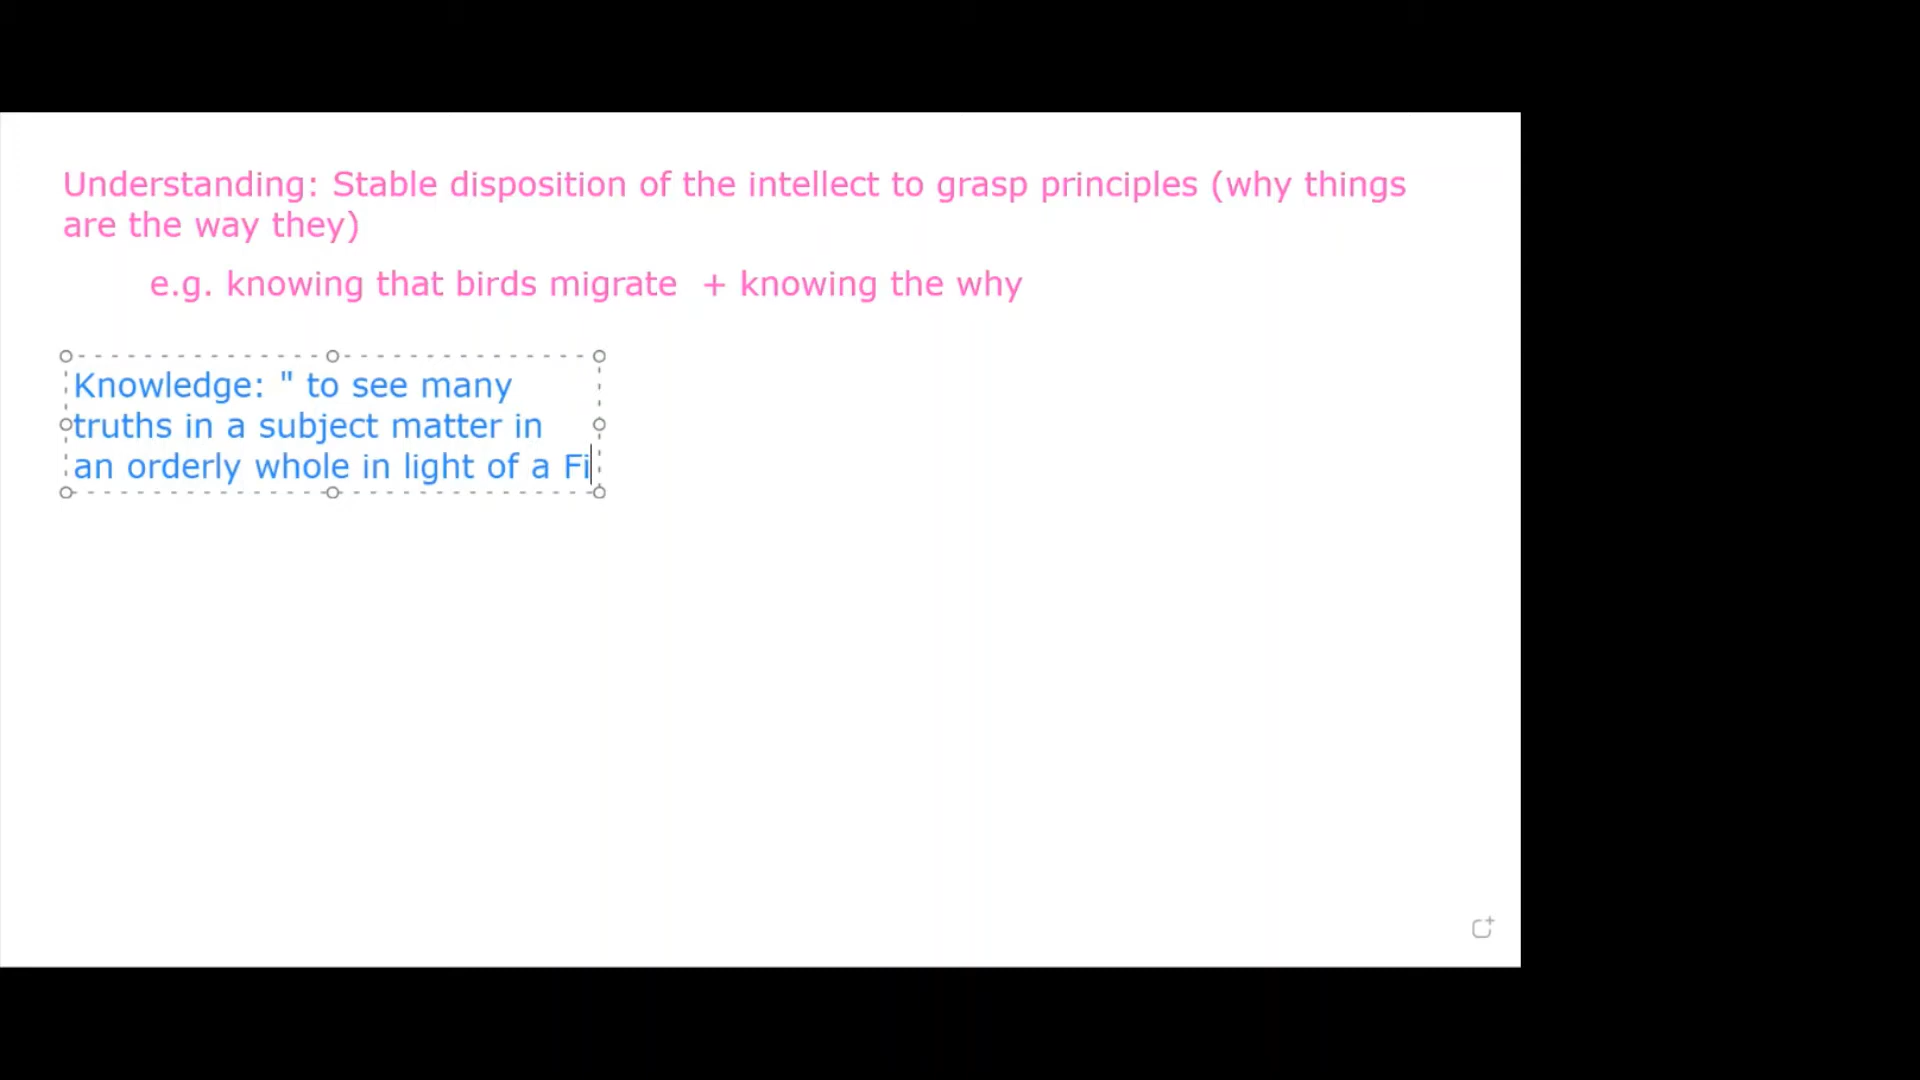 Understanding: Stable disposition of the intellect to grasp principles (why things
are the way they)
e.g. knowing that birds migrate  + knowing the why
Knowledge: " to see many
truths in a subject matter in
an orderly whole in light of a Fi